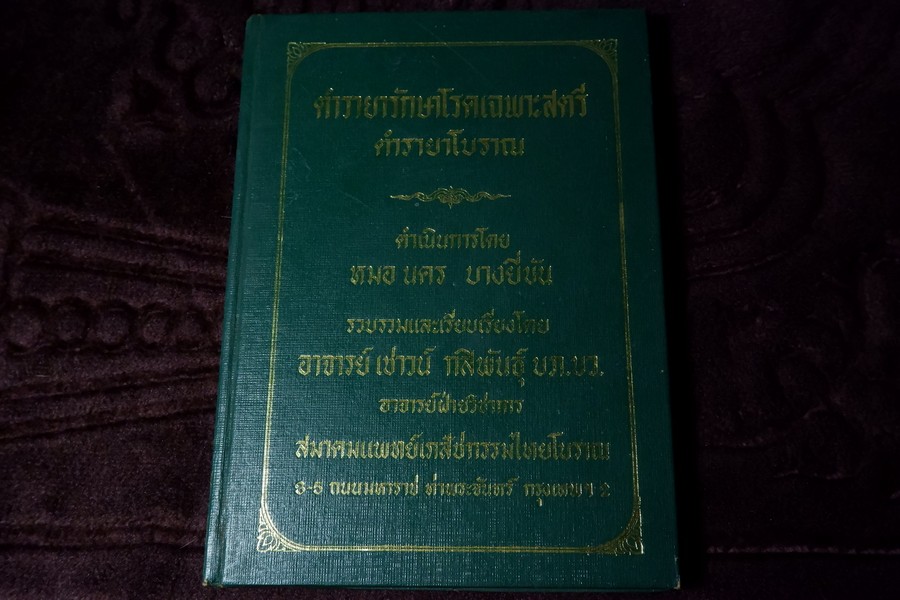 ตำรายารักษาโรคเฉพาะสตรี
ตำรายาโบราณ
ดำเนินการโดย
หมอ นคร บางยี่ขัน
รวบรวมและเรียบเรียงโดย
อาจารย์ เชาวน์ กสิพันธุ์ บภ.บว.
อาจารย์ฝ่ายวิชาการ
สมาคมแพทย์เภสัชกรรมไทยโบราณ
ถนนมหาราช ท่าพระจันทร์ กรุงเทพฯ ๒